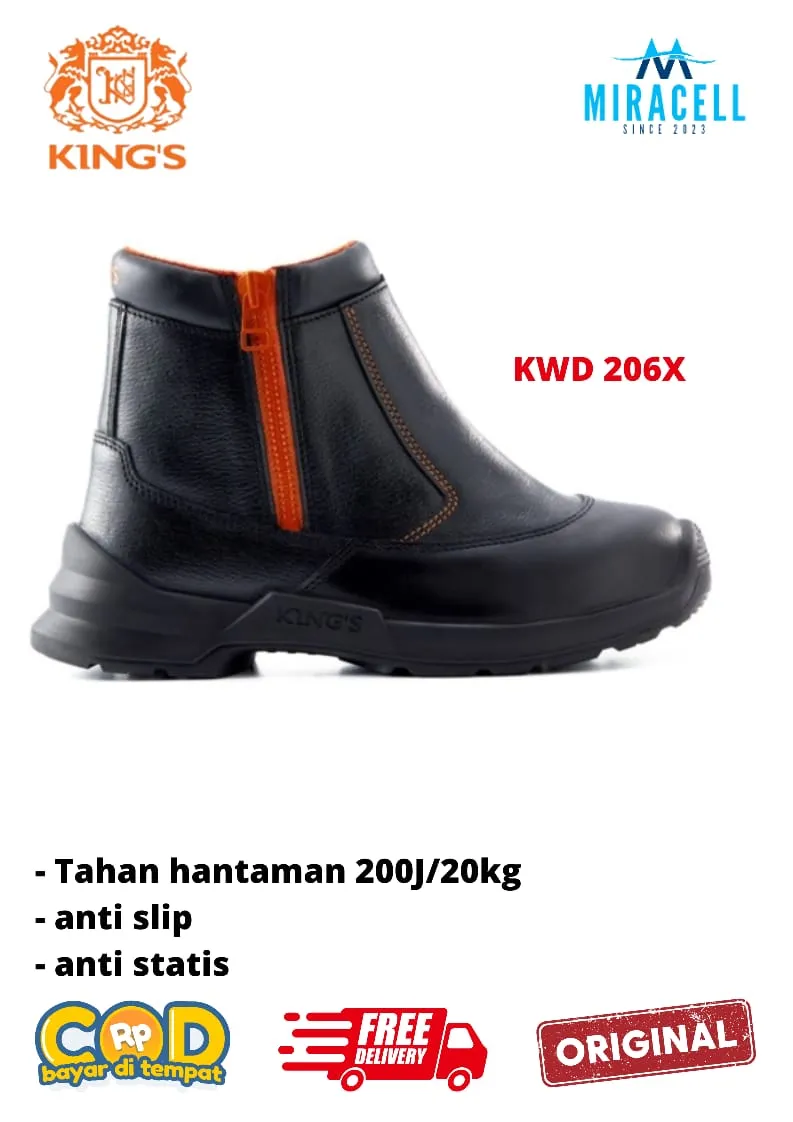 KING'S
MIRACELL
SINCE 2023
KWD 206X
KING'S
- Tahan hantaman 200J/20kg
- anti slip
- anti statis
COD
RP
bayar di tempat
FREE
DELIVERY
ORIGINAL